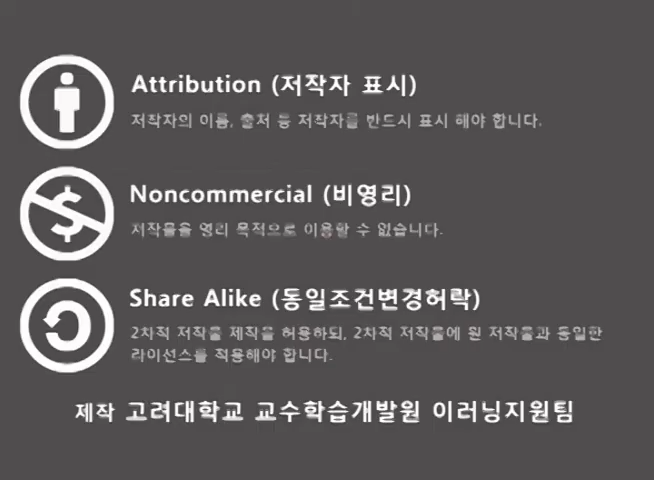 Attribution (저작자 표시)
저작자의 이름, 출처 등 저작자를 반드시 표시 해야 합니다.
Noncommercial (비영리)
저작물을 영리 목적으로 이용할 수 없습니다.
Share Alike (동일조건변경허락)
2차적 저작물 제작을 허용하되, 2차적 저작물에 원 저작물과 동일한
라이선스를 적용해야 합니다.
제작 고려대학교 교수학습개발원 이러닝지원팀